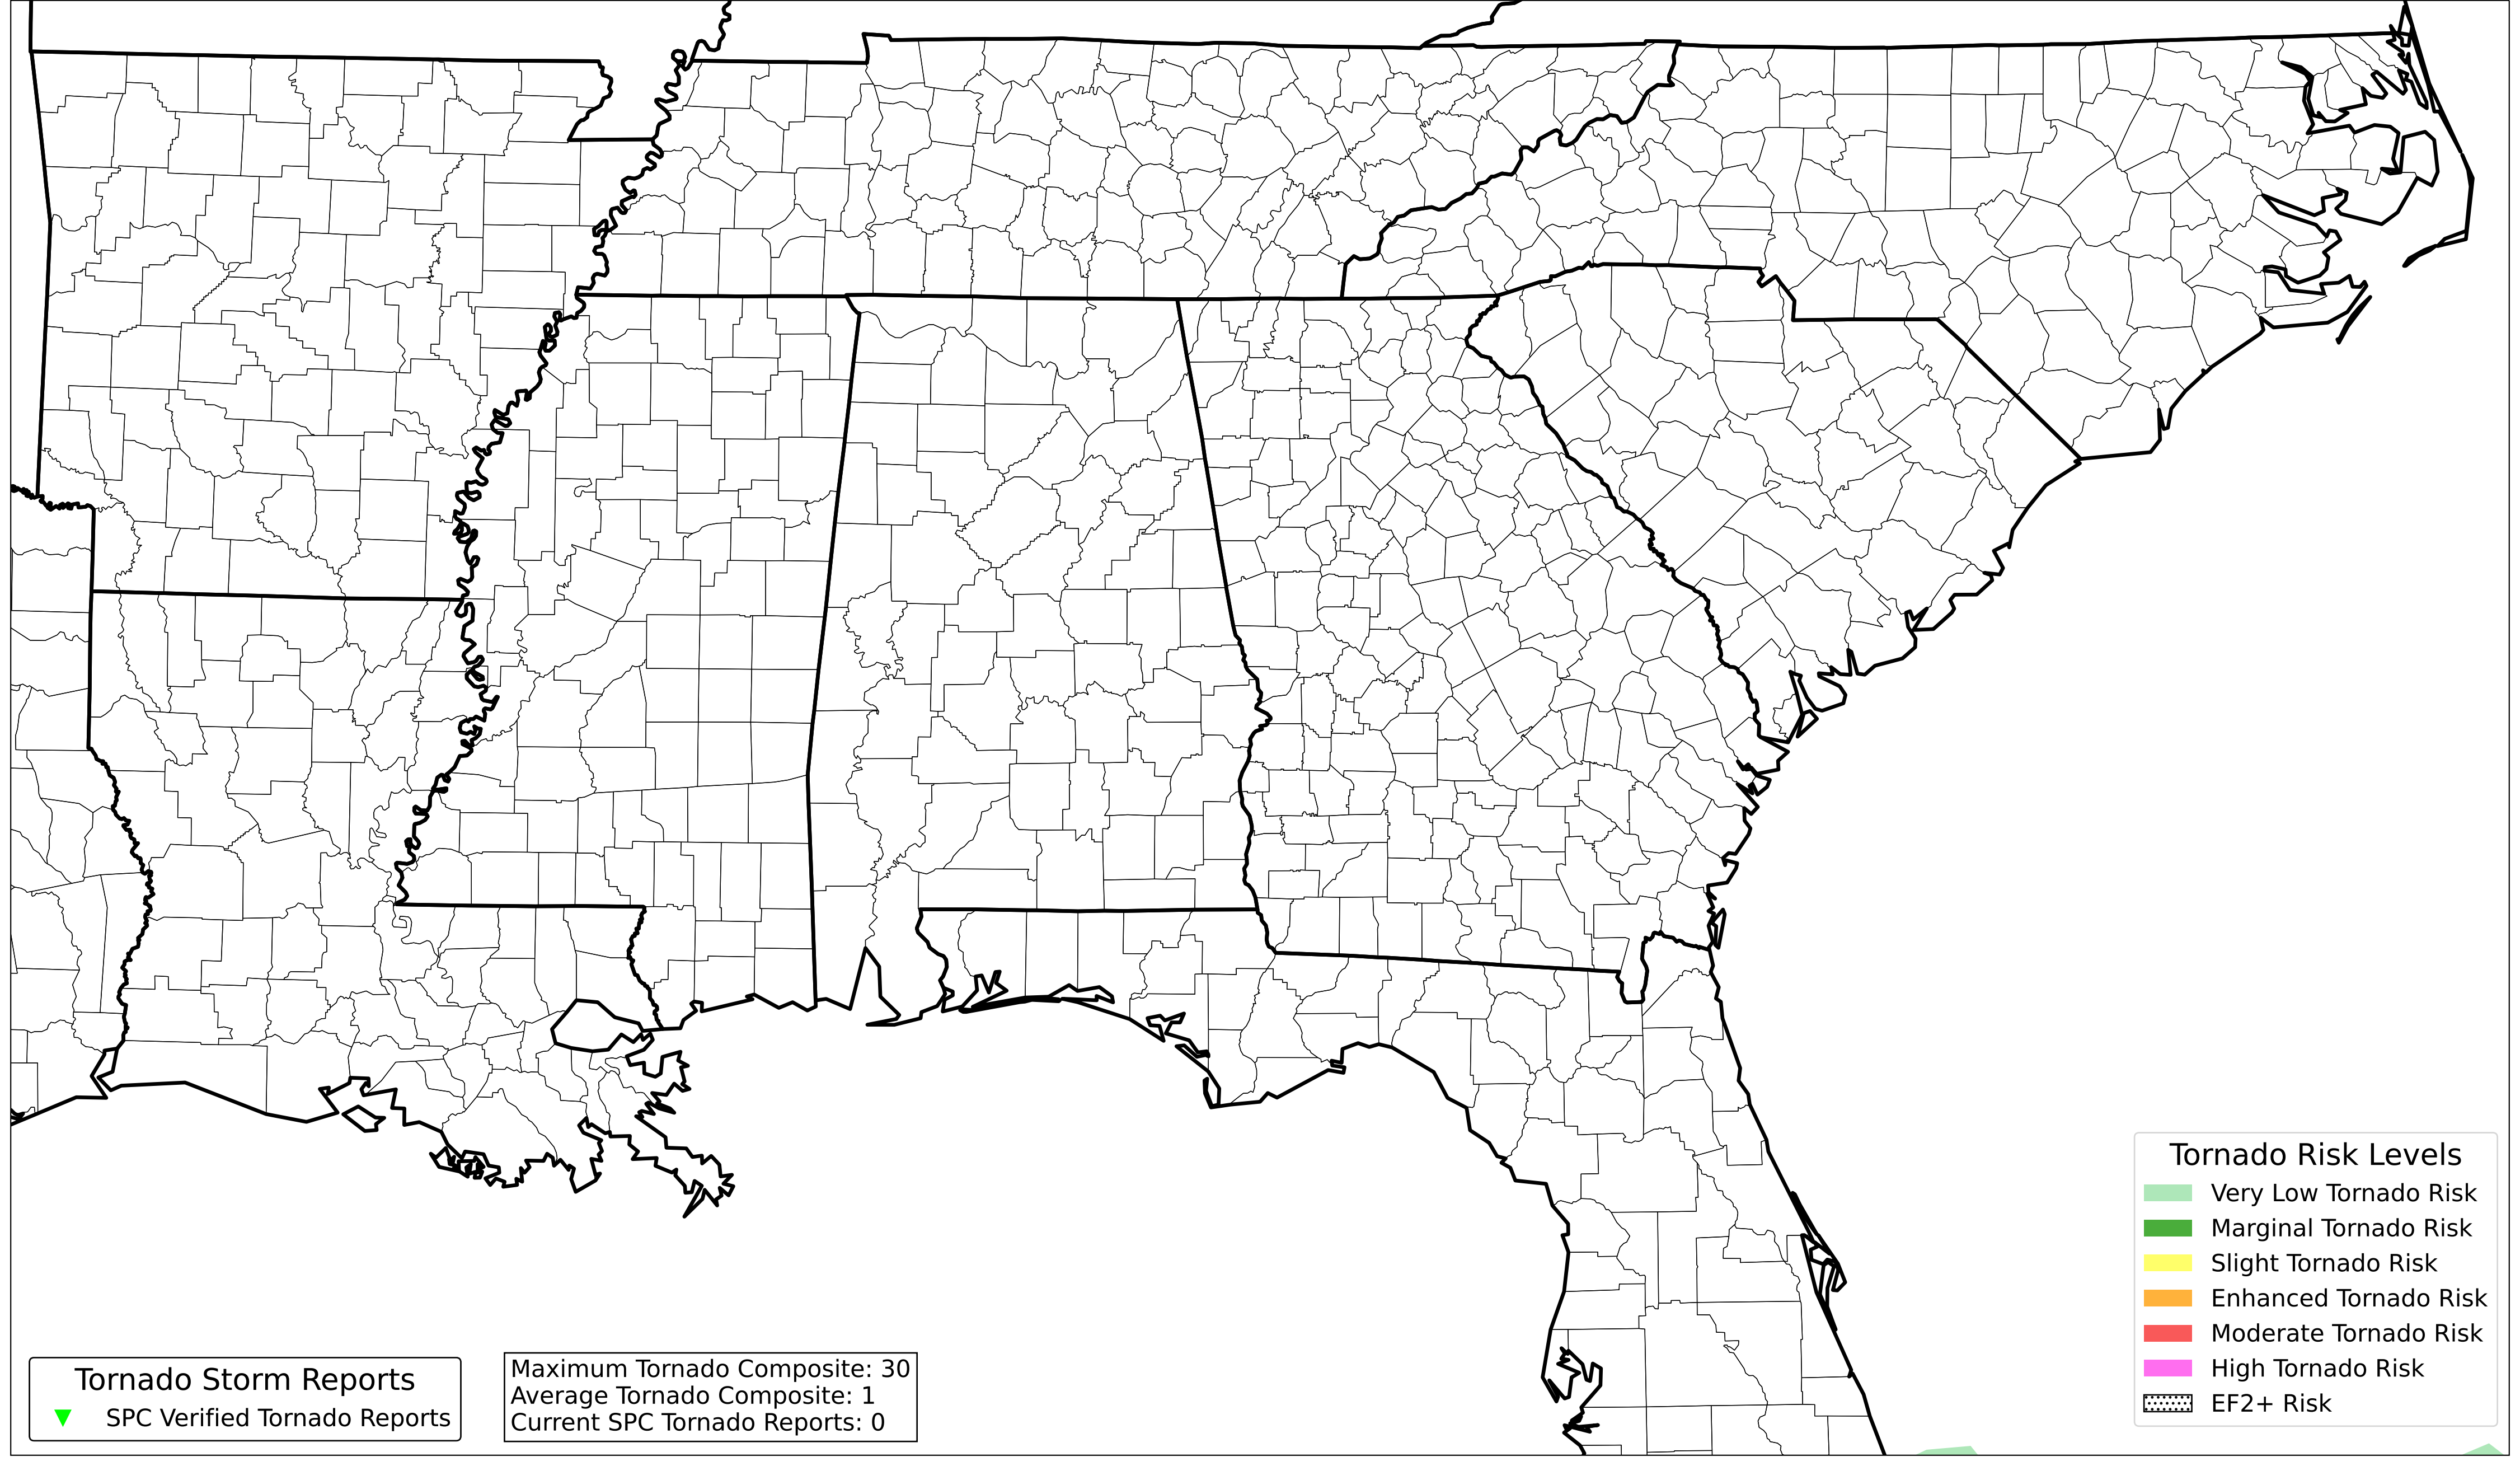 Tornado Storm Reports
SPC Verified Tornado Reports
Maximum Tornado Composite: 30
Average Tornado Composite: 1
Current SPC Tornado Reports: 0
Tornado Risk Levels
Very Low Tornado Risk
Marginal Tornado Risk
Slight Tornado Risk
Enhanced Tornado Risk
Moderate Tornado Risk
High Tornado Risk
EF2+ Risk